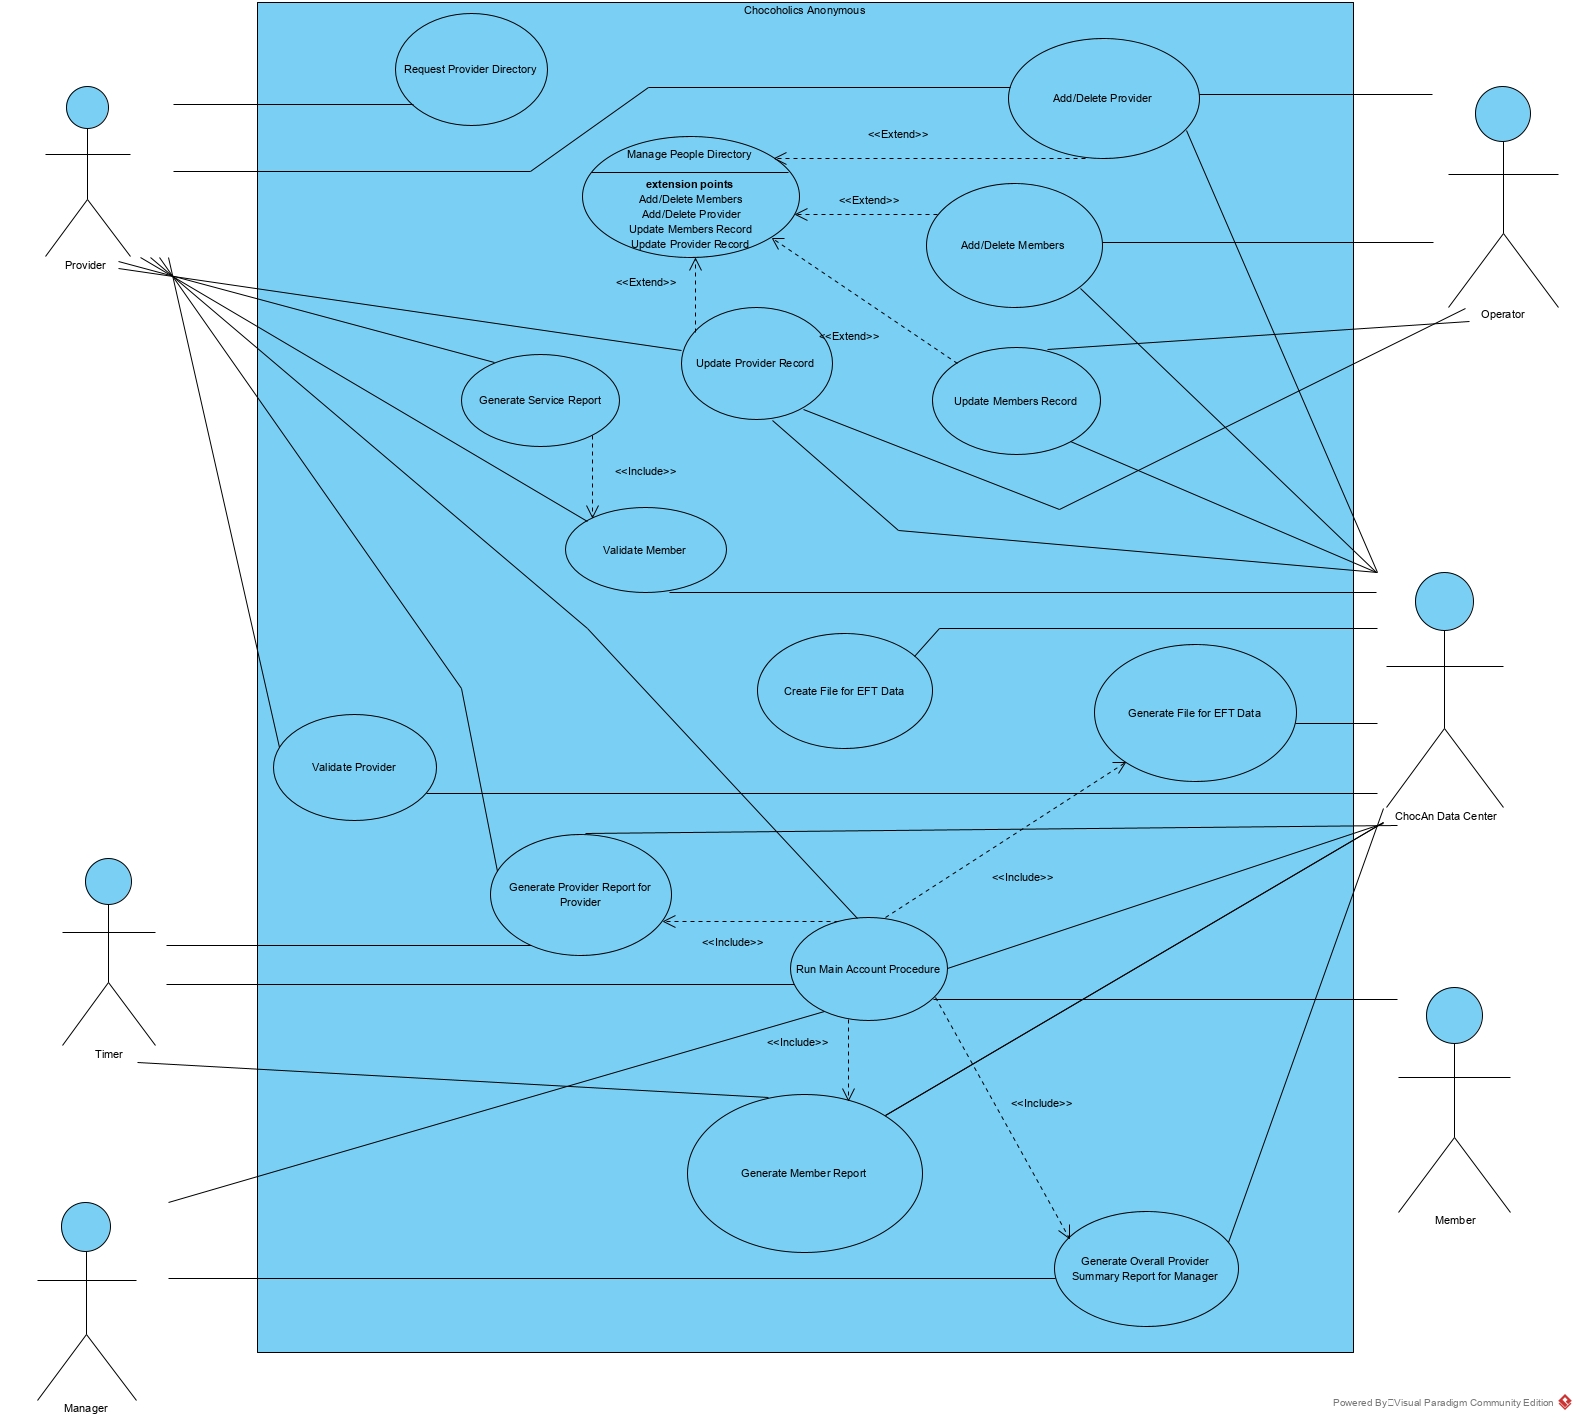 Chocoholics Anonymous
Request Provider Directory
Add/Delete Provider
<<Extend>>
Manage People Directory
extension points
Add/Delete Members
Add/Delete Provider
Update Members Record
Update Provider Record
<<Extend>>
Add/Delete Members
Provider
<<Extend>>
Operator
<<Extend>>
Update Provider Record
Generate Service Report
Update Members Record
<<Include>>
Validate Member
Create File for EFT Data
Generate File for EFT Data
Validate Provider
ChocAn Data Center
Generate Provider Report for
Provider
<<Include>>
<<Include>>
Run Main Account Procedure
Timer
<<Include>>
<<Include>>
Generate Member Report
Member
Generate Overall Provider
Summary Report for Manager
Manager
Powered By Visual Paradigm Community Edition